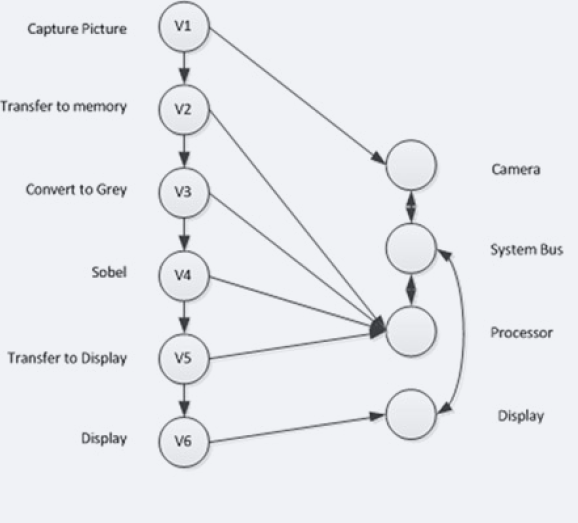 Capture Picture
V1
Transfer to memory
V2
Convert to Grey
V3
Camera
System Bus
Sobel
V4
Processor
Transfer to Display
V5
Display
Display
V6